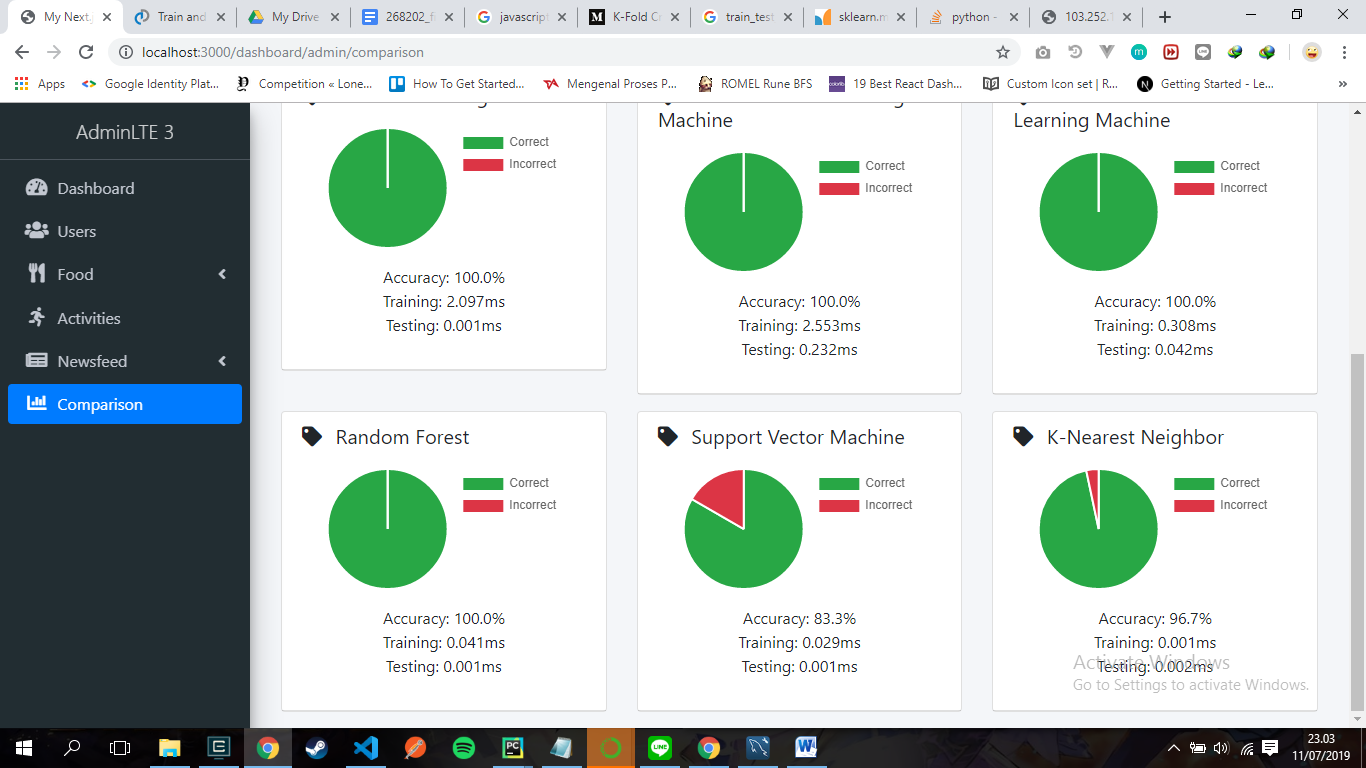 My Next.
Train and
My Drive
268202_f
javascript
K-Fold C
train_test
sklearn.m
python -
103.252.1
localhost:3000/dashboard/admin/comparison
Apps
Google Identity Plat...
Competition « Lone...
How To Get Started...
Mengenal Proses P...
ROMEL Rune BFS
19 Best React Dash...
Custom Icon set | R...
Getting Started - Le...
»
AdminLTE 3
Dashboard
Users
Food
Activities
Newsfeed
Comparison
Correct
Incorrect
Accuracy: 100.0%
Training: 2.097ms
Testing: 0.001ms
Machine
Correct
Incorrect
Accuracy: 100.0%
Training: 2.553ms
Testing: 0.232ms
Learning Machine
Correct
Incorrect
Accuracy: 100.0%
Training: 0.308ms
Testing: 0.042ms
Random Forest
Correct
Incorrect
Accuracy: 100.0%
Training: 0.041ms
Testing: 0.001ms
Support Vector Machine
Correct
Incorrect
Accuracy: 83.3%
Training: 0.029ms
Testing: 0.001ms
K-Nearest Neighbor
Correct
Incorrect
Accuracy: 96.7%
Training: 0.001ms
Testing: 0.002ms
Activate Windows
Go to Settings to activate Windows.
23.03
11/07/2019